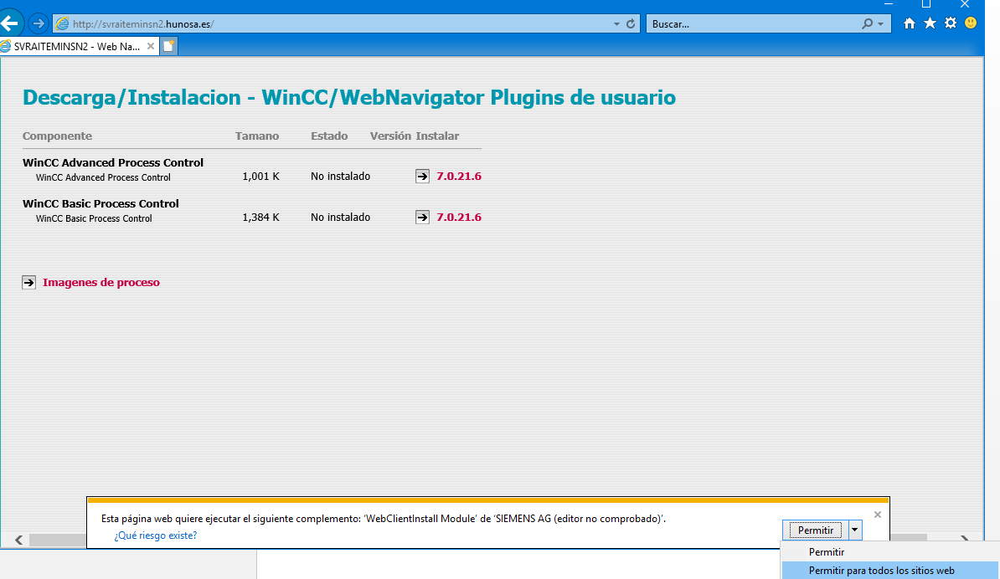 http://svraiteminsn2.hunosa.es/
Buscar...
SVRAITEMINSN2 - Web Na...
Descarga/Instalacion - WinCC/WebNavigator Plugins de usuario
Componente Tamano Estado Versión Instalar
WinCC Advanced Process Control
WinCC Advanced Process Control 1,001 K No instalado 7.0.21.6
WinCC Basic Process Control
WinCC Basic Process Control 1,384 K No instalado 7.0.21.6
Imagenes de proceso
Esta página web quiere ejecutar el siguiente complemento: 'WebClientInstall Module' de 'SIEMENS AG (editor no comprobado)'.
¿Qué riesgo existe?
Permitir
Permitir
Permitir para todos los sitios web